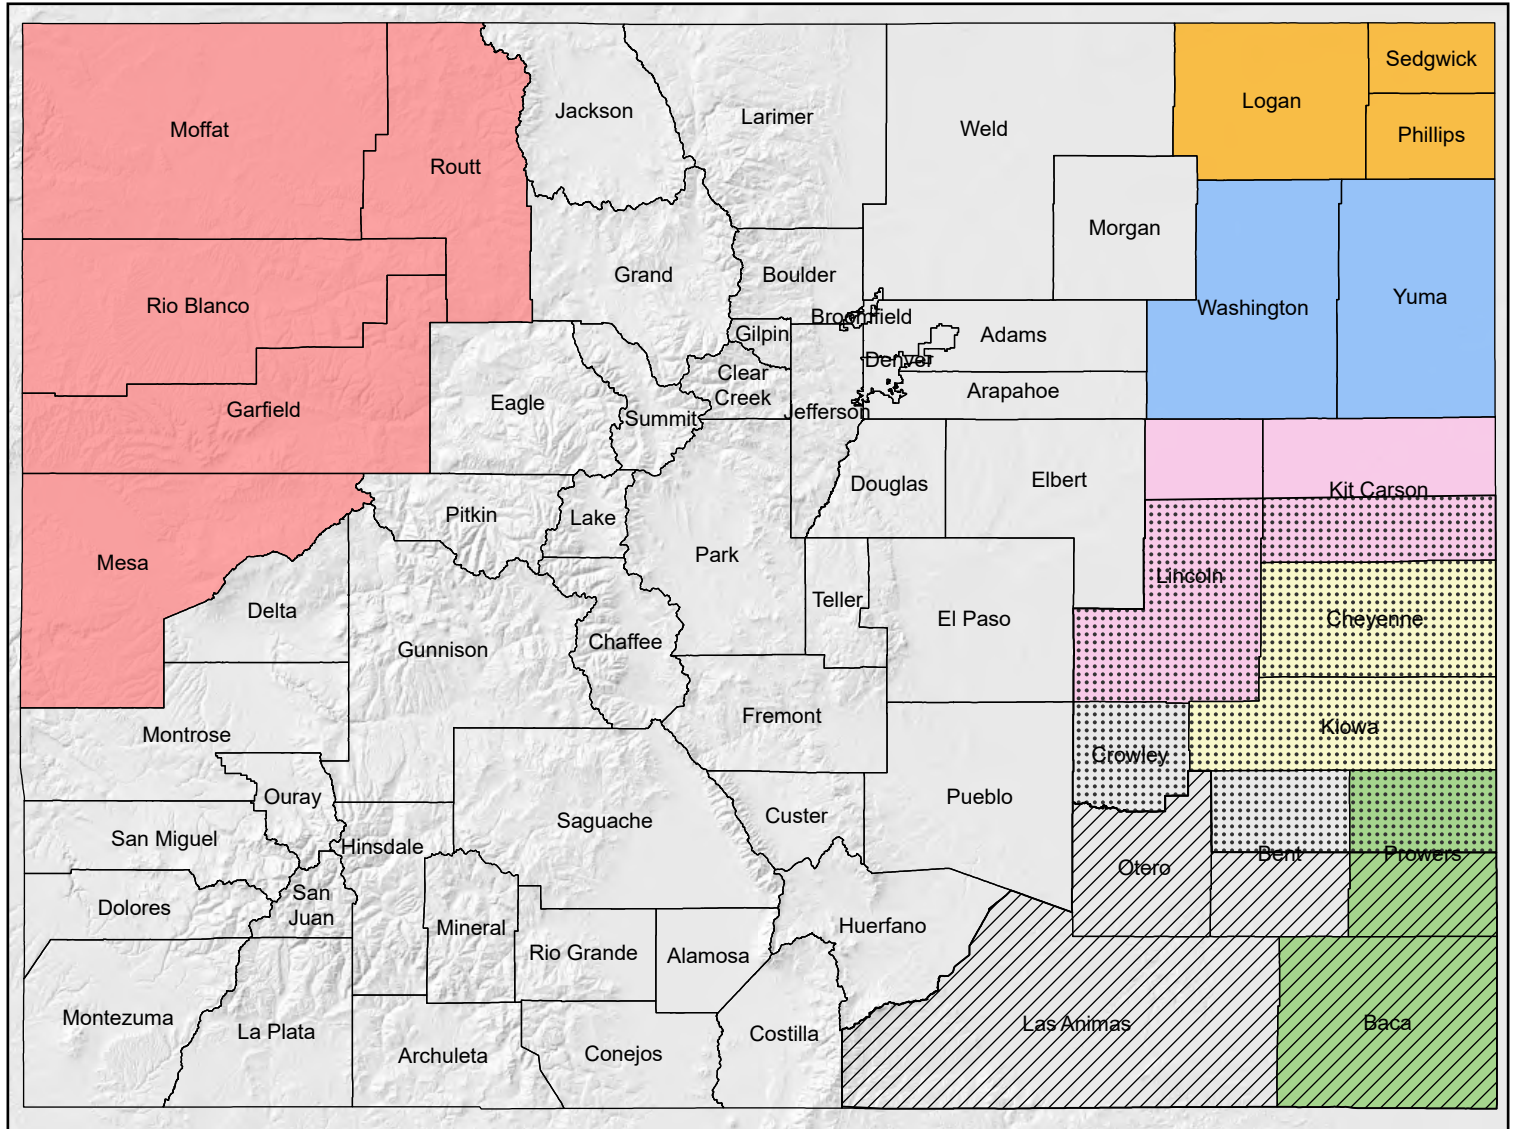 Sedgwick
Logan
Jackson
Larimer
Weld
Moffat
Phillips
Routt
Morgan
Grand
Boulder
Rio Blanco
Washington
Yuma
Broomfield
Gilpin
Adams
Denver
Clear
Creek
Arapahoe
Eagle
Garfield
Summit
Jefferson
Douglas
Elbert
Kit Carson
Pitkin
Lake
Park
Mesa
Lincoln
Delta
Teller
El Paso
Cheyenne
Gunnison
Chaffee
Fremont
Kiowa
Montrose
Crowley
Ouray
Pueblo
Custer
Saguache
San Miguel
Hinsdale
Bent
Prowers
Otero
San
Juan
Dolores
Mineral
Huerfano
Rio Grande
Alamosa
Montezuma
La Plata
Las Animas
Baca
Costilla
Archuleta
Conejos